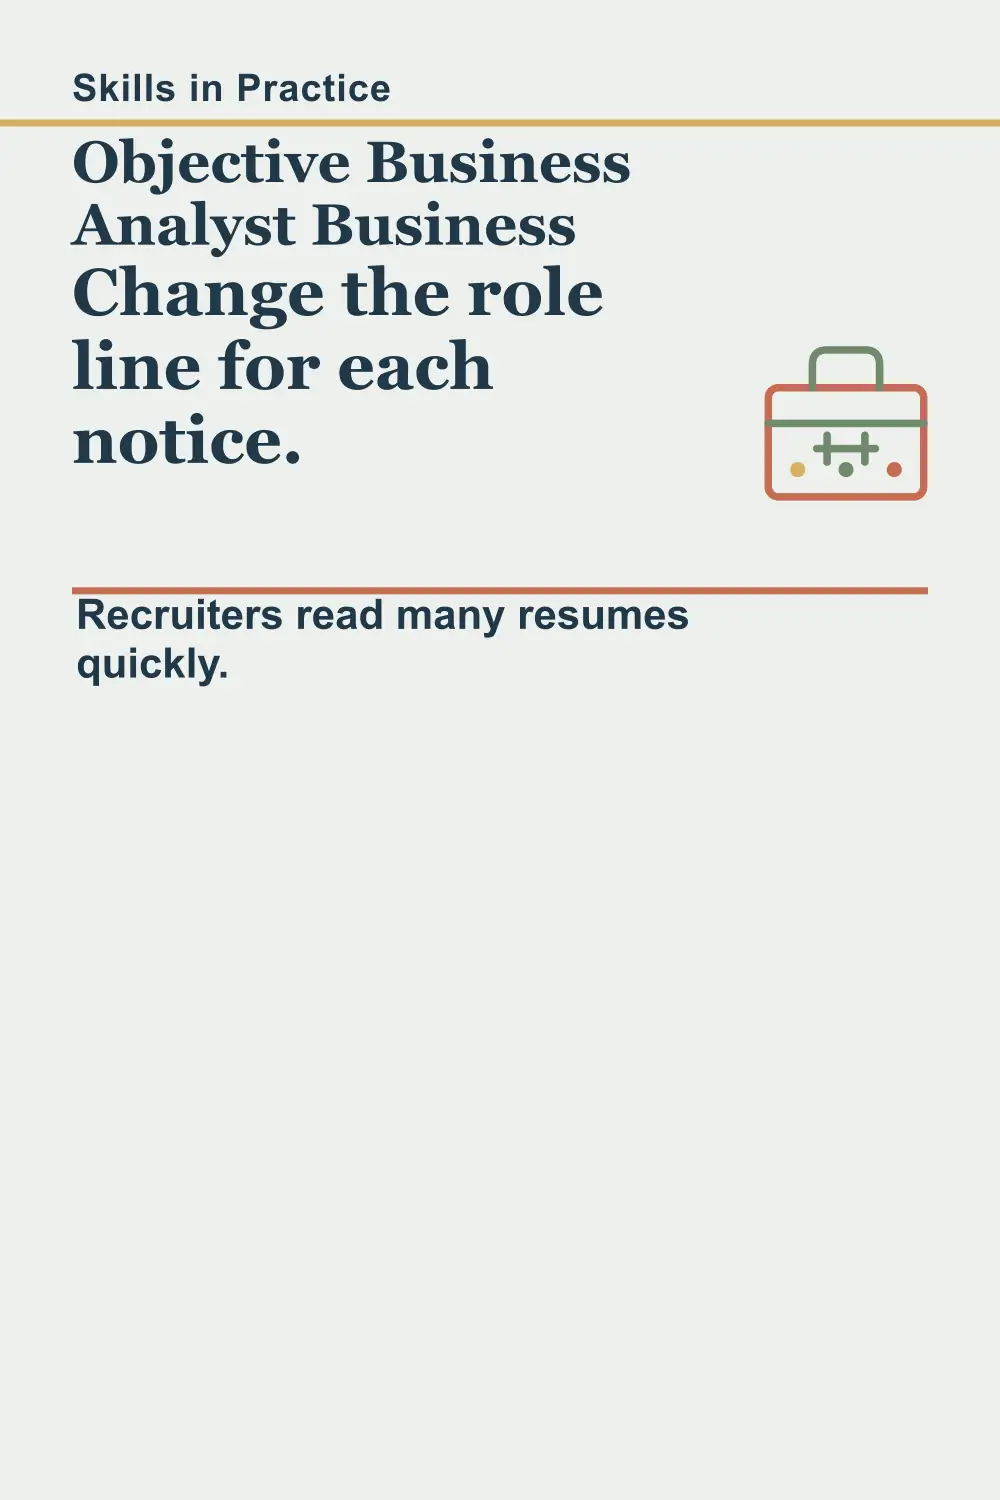 Skills in Practice
Objective Business
Analyst Business
Change the role
line for each
notice.
Recruiters read many resumes
quickly.